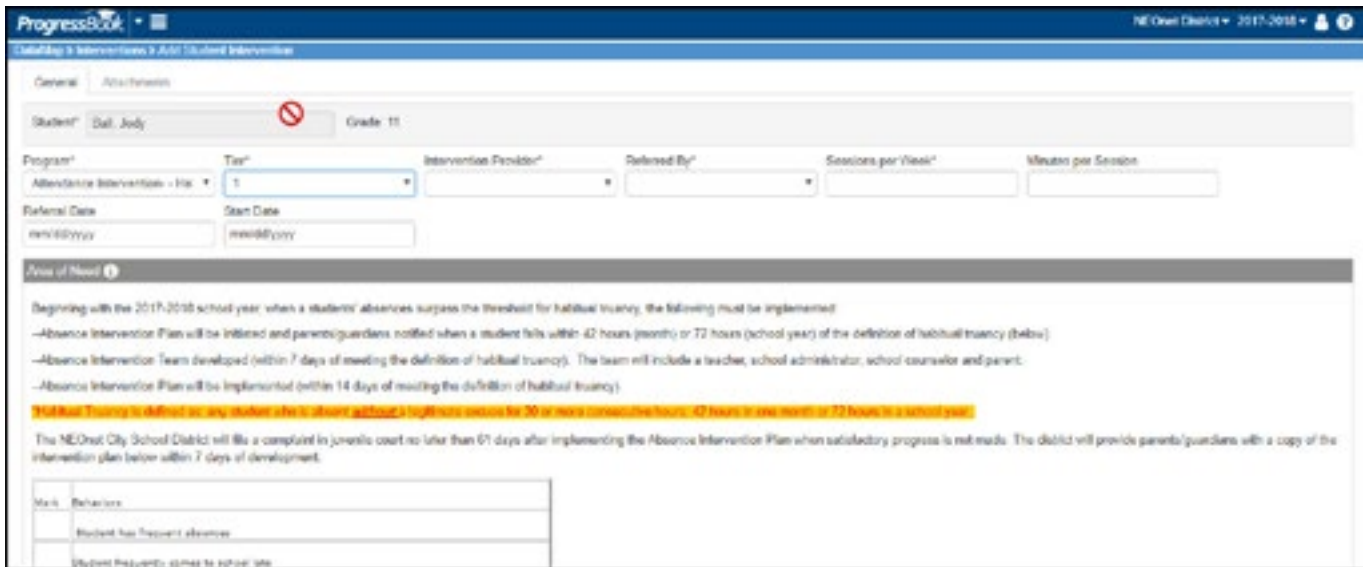 ProgressBook
NEOnet District 2017-2018
DataMap > Interventions > Add Student Intervention
General Attachments
Student* Ball, Jody Grade 11
Program* Tier* Intervention Provider* Referred By* Sessions per Week* Minutes per Session
Attendance Intervention - Ha 1
Referral Date Start Date
mm/dd/yyyy mm/dd/yyyy
Area of Need
Beginning with the 2017-2018 school year, when a students' absences surpass the threshold for habitual truancy, the following must be implemented
--Absence Intervention Plan will be initiated and parents/guardians notified when a student falls within 42 hours (month) or 72 hours (school year) of the definition of habitual truancy (below)
--Absence Intervention Team developed (within 7 days of meeting the definition of habitual truancy). The team will include a teacher, school administrator, school counselor and parent.
--Absence Intervention Plan will be implemented (within 14 days of meeting the definition of habitual truancy)
*Habitual Truancy is defined as: any student who is absent without a legitimate excuse for 30 or more consecutive hours, 42 hours in one month or 72 hours in a school year.
The NEOnet City School District will file a complaint in juvenile court no later than 61 days after implementing the Absence Intervention Plan when satisfactory progress is not made. The district will provide parents/guardians with a copy of the
intervention plan below within 7 days of development.
Mark Behaviors
Student has frequent absences
Student frequently comes to school late